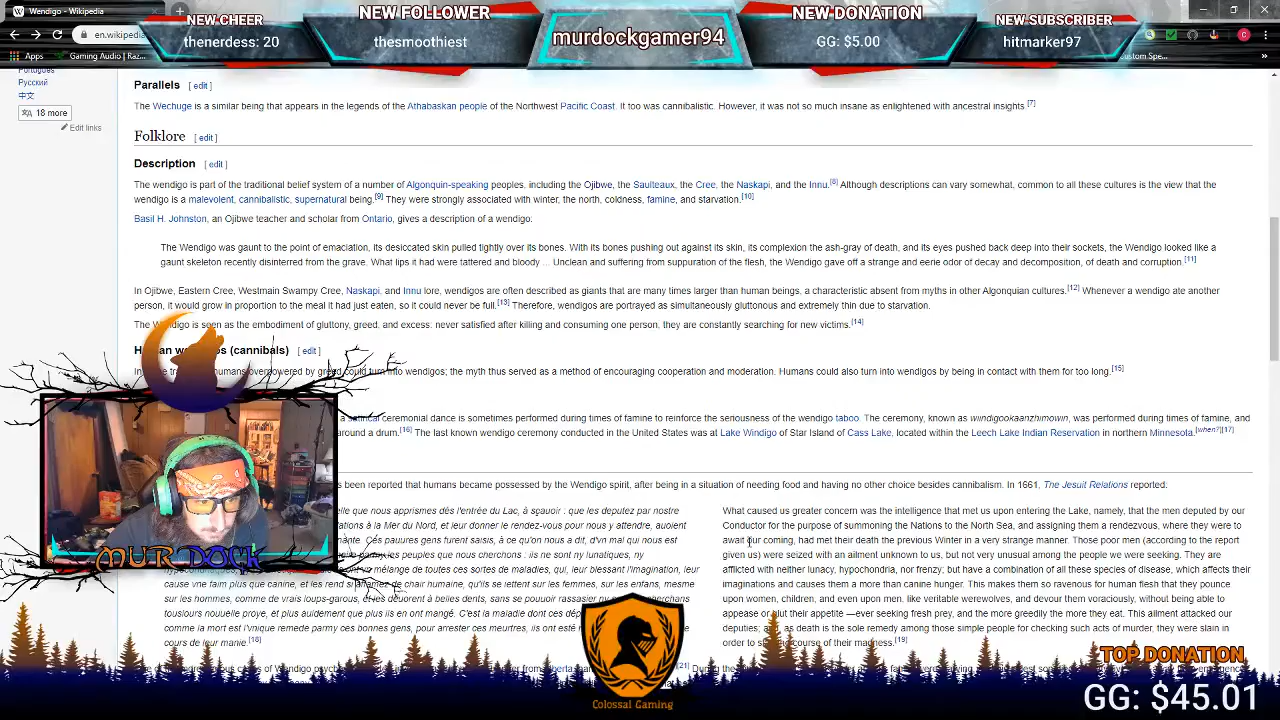 Wendigo - Wikipedia
NEW CHEER
thenerdess: 20
NEW FOLLOWER
thesmoothiest
murdockgamer94
NEW DONATION
GG: $5.00
NEW SUBSCRIBER
hitmarker97
en.wikipedia
Apps
Gaming Audio | Raz...
Custom Spe...
Português
Русский
中文
18 more
Edit links
Parallels [ edit ]
The Wechuge is a similar being that appears in the legends of the Athabaskan people of the Northwest Pacific Coast. It too was cannibalistic. However, it was not so much insane as enlightened with ancestral insights.[7]
Folklore [ edit ]
Description [ edit ]
The wendigo is part of the traditional belief system of a number of Algonquin-speaking peoples, including the Ojibwe, the Saulteaux, the Cree, the Naskapi, and the Innu.[8] Although descriptions can vary somewhat, common to all these cultures is the view that the
wendigo is a malevolent, cannibalistic, supernatural being.[9] They were strongly associated with winter, the north, coldness, famine, and starvation.[10]
Basil H. Johnston, an Ojibwe teacher and scholar from Ontario, gives a description of a wendigo:
The Wendigo was gaunt to the point of emaciation, its desiccated skin pulled tightly over its bones. With its bones pushing out against its skin, its complexion the ash-gray of death, and its eyes pushed back deep into their sockets, the Wendigo looked like a
gaunt skeleton recently disinterred from the grave. What lips it had were tattered and bloody ... Unclean and suffering from suppuration of the flesh, the Wendigo gave off a strange and eerie odor of decay and decomposition, of death and corruption.[11]
In Ojibwe, Eastern Cree, Westmain Swampy Cree, Naskapi, and Innu lore, wendigos are often described as giants that are many times larger than human beings, a characteristic absent from myths in other Algonquian cultures.[12] Whenever a wendigo ate another
person, it would grow in proportion to the meal it had just eaten, so it could never be full.[13] Therefore, wendigos are portrayed as simultaneously gluttonous and extremely thin due to starvation.
The Wendigo is seen as the embodiment of gluttony, greed, and excess: never satisfied after killing and consuming one person, they are constantly searching for new victims.[14]
(cannibals) [ edit ]
humans overpowered by greed could turn into wendigos; the myth thus served as a method of encouraging cooperation and moderation. Humans could also turn into wendigos by being in contact with them for too long.[15]
a satirical ceremonial dance is sometimes performed during times of famine to reinforce the seriousness of the wendigo taboo. The ceremony, known as windigookaanzhimowin, was performed during times of famine, and
around a drum.[16] The last known wendigo ceremony conducted in the United States was at Lake Windigo of Star Island of Cass Lake, located within the Leech Lake Indian Reservation in northern Minnesota.[when?][17]
been reported that humans became possessed by the Wendigo spirit, after being in a situation of needing food and having no other choice besides cannibalism. In 1661, The Jesuit Relations reported:
elle que nous apprismes dés l'entrée du Lac, à sçauoir : que les deputez par nostre
à la Mer du Nord, et leur donner le rendez-vous pour nous y attendre, auoient
Ces pauures gens furent saisis, à ce qu'on nous a dit, d'vn mal qui nous est
parmy les peuples que nous cherchons : ils ne sont ny lunatiques, ny
mélange de toutes ces sortes de maladies, qui, leur blessant l'imagination, leur
cause vne faim plus que canine, et les rend si affamez de chair humaine, qu'ils se iettent sur les femmes, sur les enfans, mesme
sur les hommes, comme de vrais loups-garous, et les deuorent à belles dents, sans se pouuoir rassasier ny
tousiours nouuelle proye, et plus auidement que plus ils en ont mangé. C'est la maladie dont ces
comme la mort est l'vnique remede parmy ces bonnes gens, pour arrester ces meurtres, ils ont esté
cours de leur manie.[18]
What caused us greater concern was the intelligence that met us upon entering the Lake, namely, that the men deputed by our
Conductor for the purpose of summoning the Nations to the North Sea, and assigning them a rendezvous, where they were to
await our coming, had met their death the previous Winter in a very strange manner. Those poor men (according to the report
given us) were seized with an ailment unknown to us, but not very unusual among the people we were seeking. They are
afflicted with neither lunacy, hypochondria, nor frenzy; but have a combination of all these species of disease, which affects their
imaginations and causes them a more than canine hunger. This makes them so ravenous for human flesh that they pounce
upon women, children, and even upon men, like veritable werewolves, and devour them voraciously, without being able to
appease or glut their appetite —ever seeking fresh prey, and the more greedily the more they eat. This ailment attacked our
deputies; and, as death is the sole remedy among those simple people for checking such acts of murder, they were slain in
order to stay the course of their madness.[19]
MURDOCK
Colossal Gaming
TOP DONATION
GG: $45.01